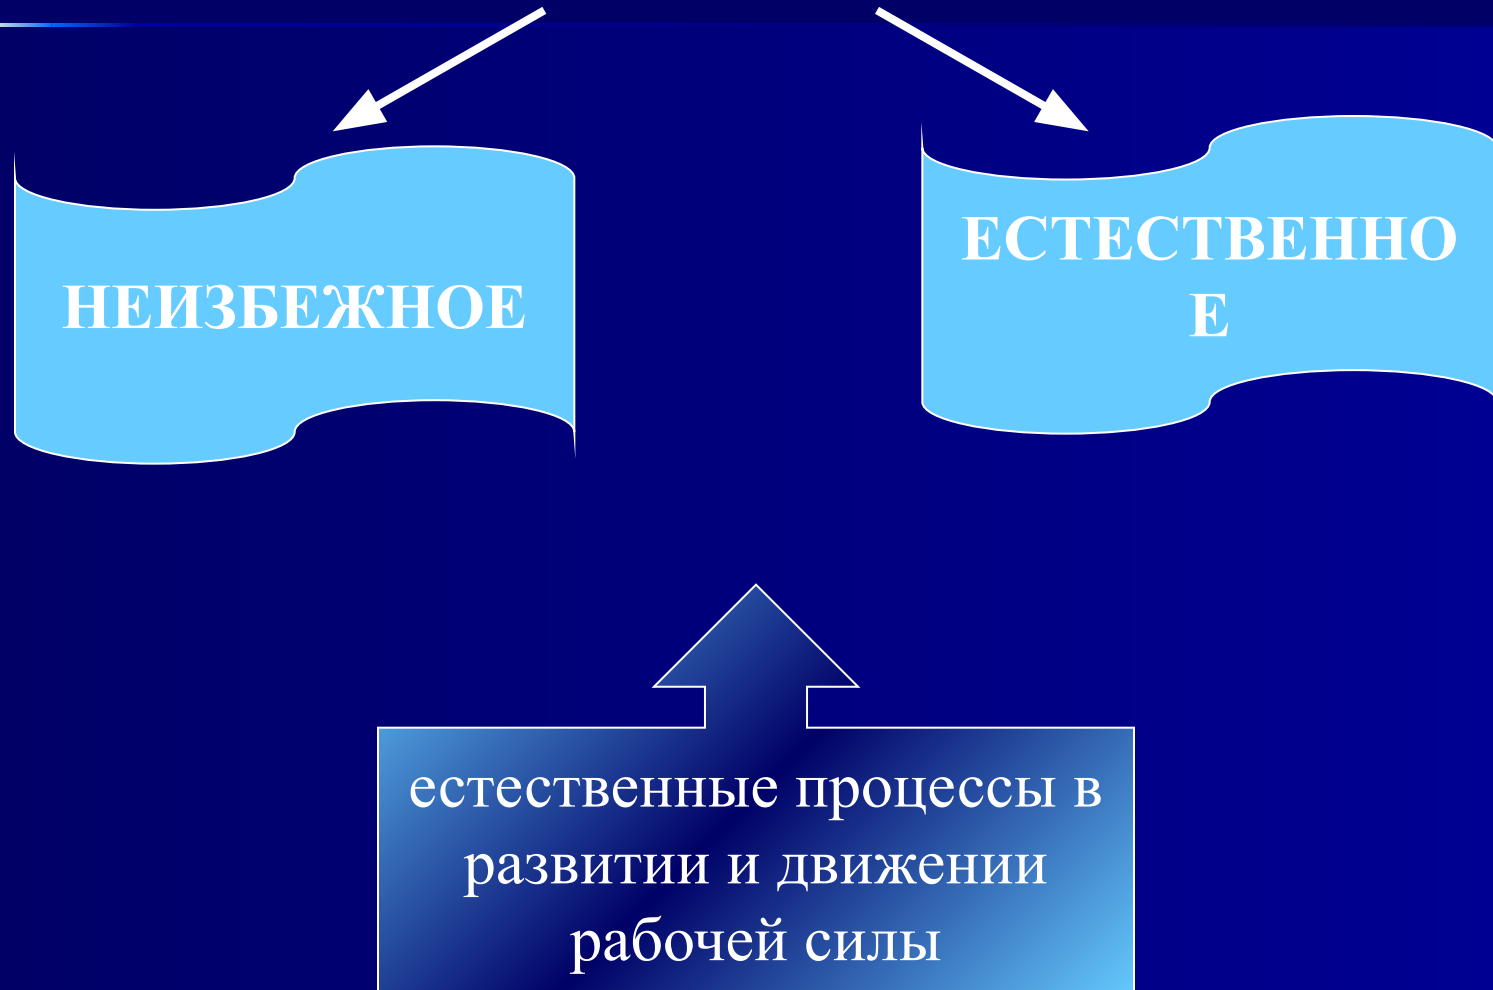 НЕИЗБЕЖНОЕ
ЕСТЕСТВЕННО
Е
естественные процессы в
развитии и движении
рабочей силы